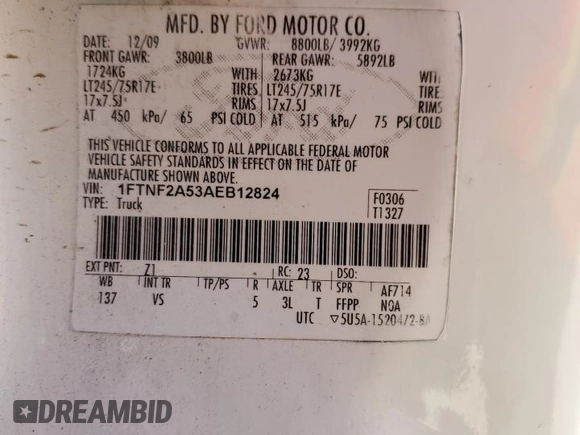 MFD. BY FORD MOTOR CO.
DATE: 12/09 GVWR: 8800LB/ 3992KG
FRONT GAWR: 3800LB REAR GAWR: 5892LB
1724KG WITH 2673KG WITH
LT245/75R17E TIRES LT245/75R17E TIRE
17x7.5J RIMS 17x7.5J RIMS
AT 450 kPa/ 65 PSI COLD AT 515 kPa/ 75 PSI COLD
THIS VEHICLE CONFORMS TO ALL APPLICABLE FEDERAL MOTOR
VEHICLE SAFETY STANDARDS IN EFFECT ON THE DATE OF
MANUFACTURE SHOWN ABOVE.
VIN: 1FTNF2A53AEB12824 F0306
TYPE: Truck T1327
EXT PNT: Z1 RC: 23 DSO:
WB INT TR TP/PS R AXLE TR SPR AF714
137 VS 5 3L T FFPP NOA
UTC ▽5U5A-15204/2-8A
DREAMBID